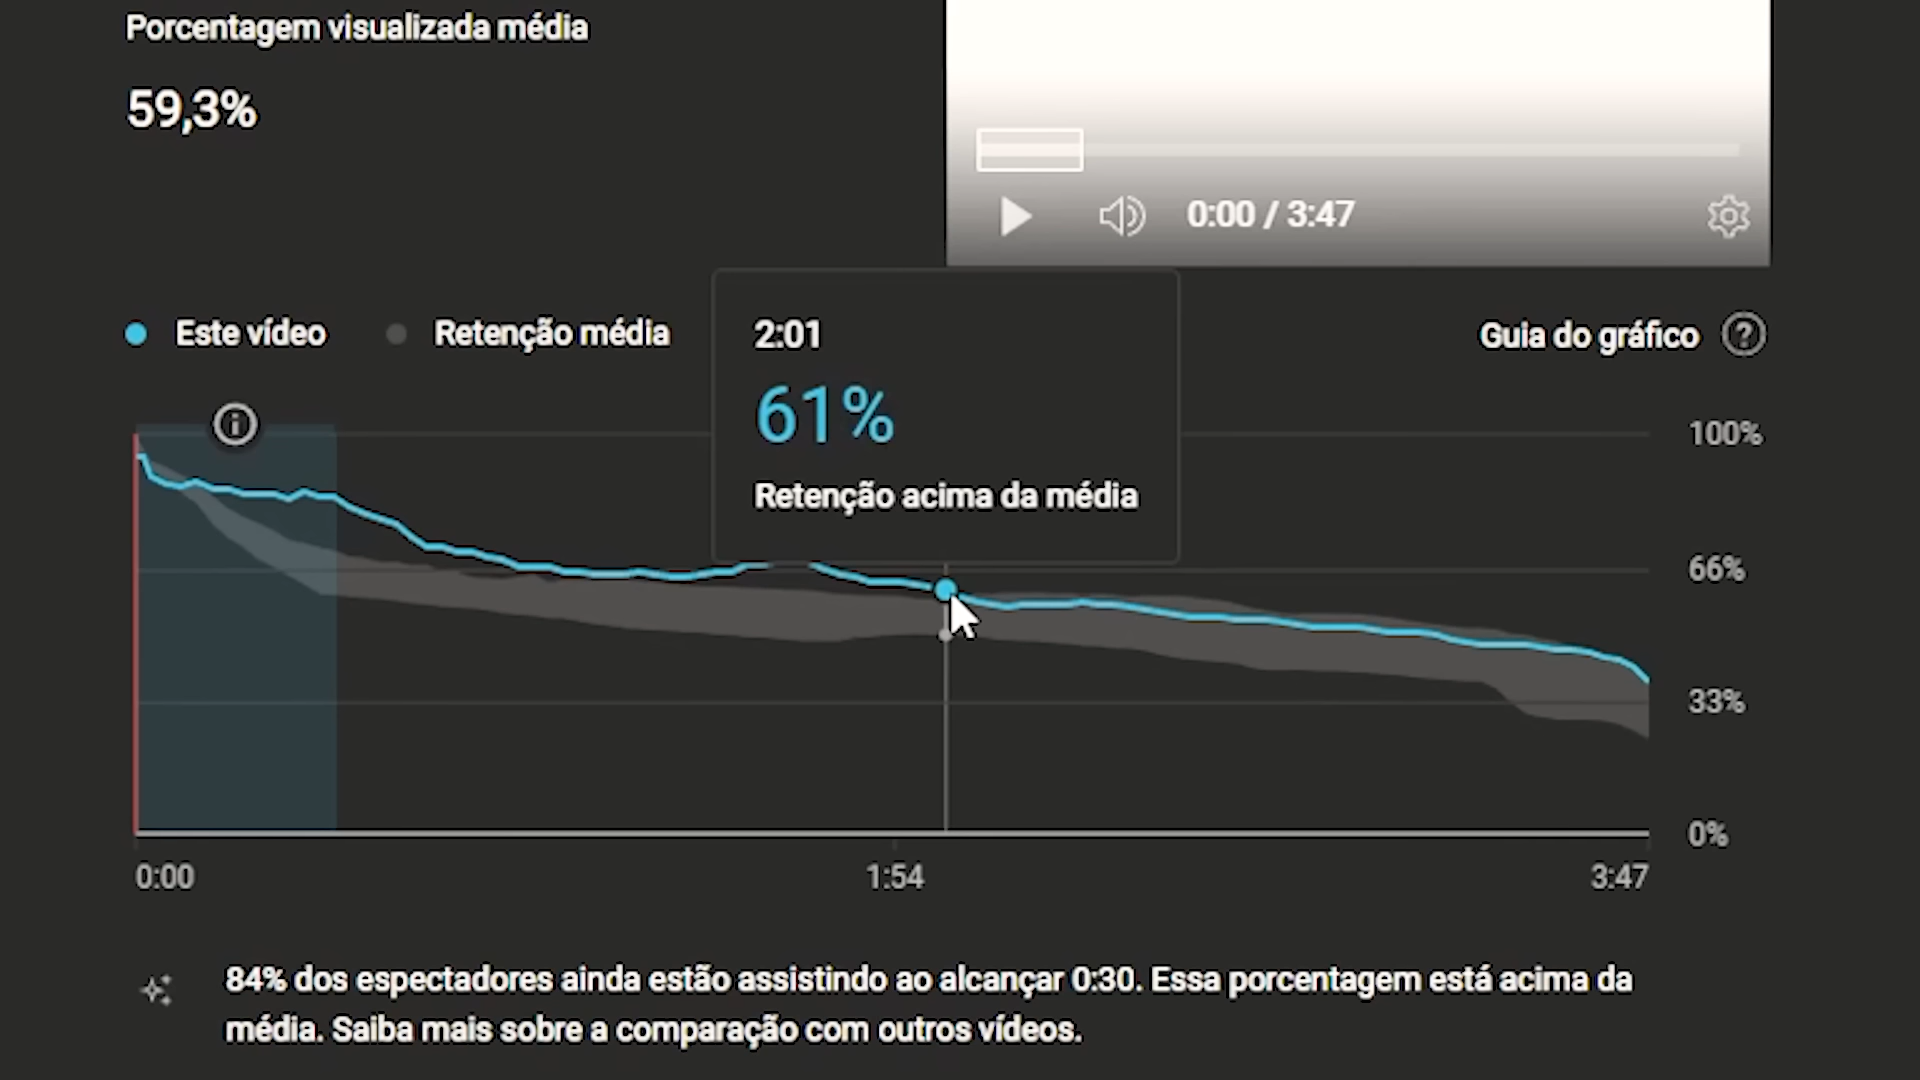 Porcentagem visualizada média
59,3%
0:00 / 3:47
Este vídeo
Retenção média
2:01
61%
Retenção acima da média
Guia do gráfico
100%
66%
33%
0%
0:00
1:54
3:47
84% dos espectadores ainda estão assistindo ao alcançar 0:30. Essa porcentagem está acima da
média. Saiba mais sobre a comparação com outros vídeos.